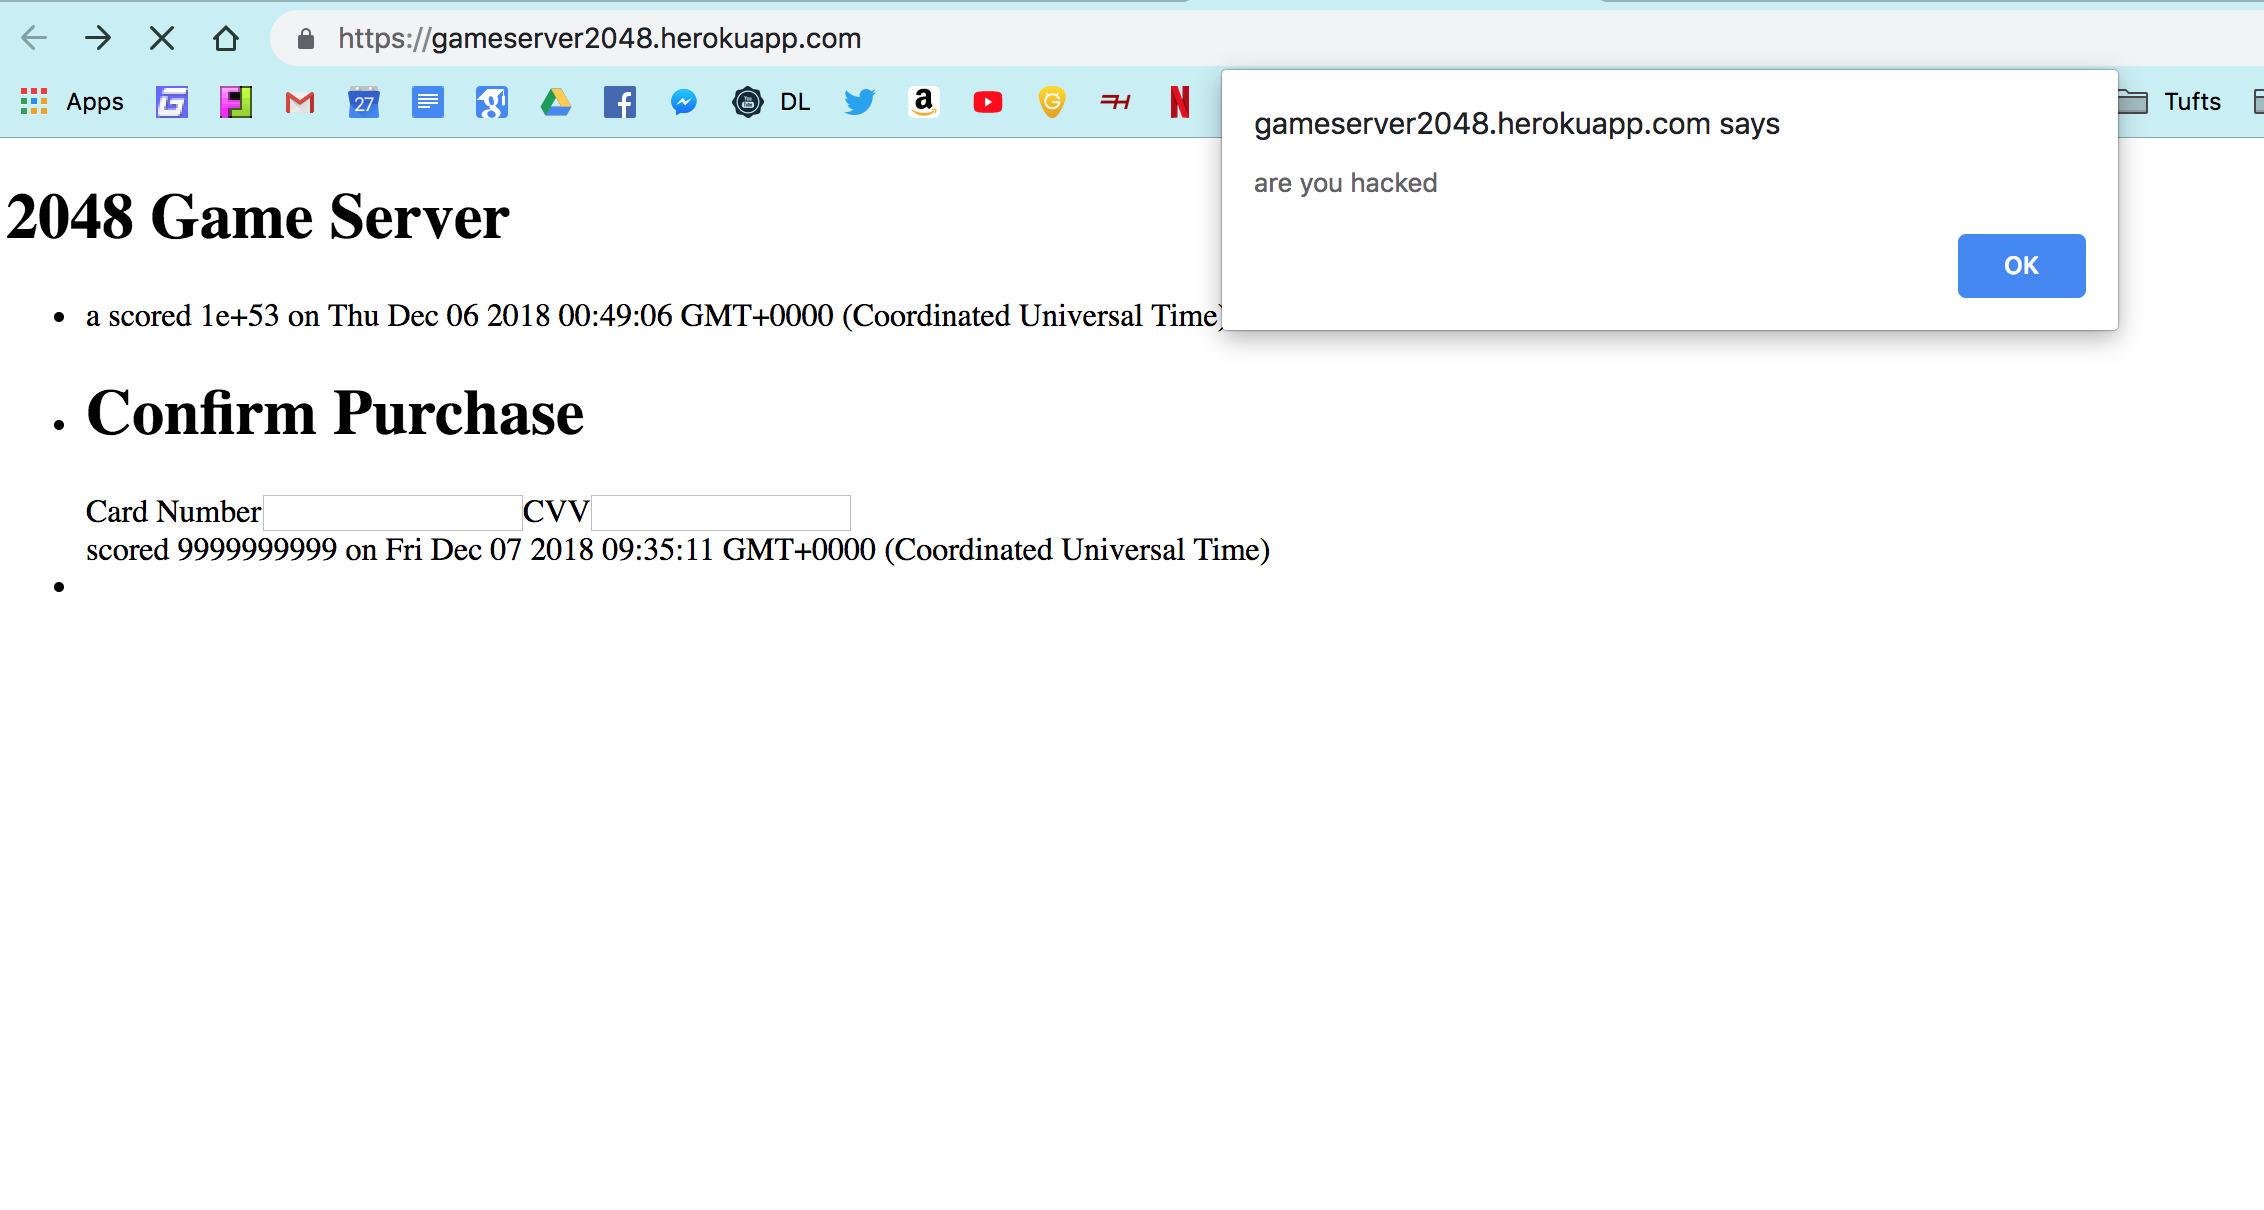 https://gameserver2048.herokuapp.com
Apps
27
DL
Tufts
gameserver2048.herokuapp.com says
are you hacked
OK
2048 Game Server
a scored 1e+53 on Thu Dec 06 2018 00:49:06 GMT+0000 (Coordinated Universal Time)
Confirm Purchase
Card Number CVV
scored 9999999999 on Fri Dec 07 2018 09:35:11 GMT+0000 (Coordinated Universal Time)